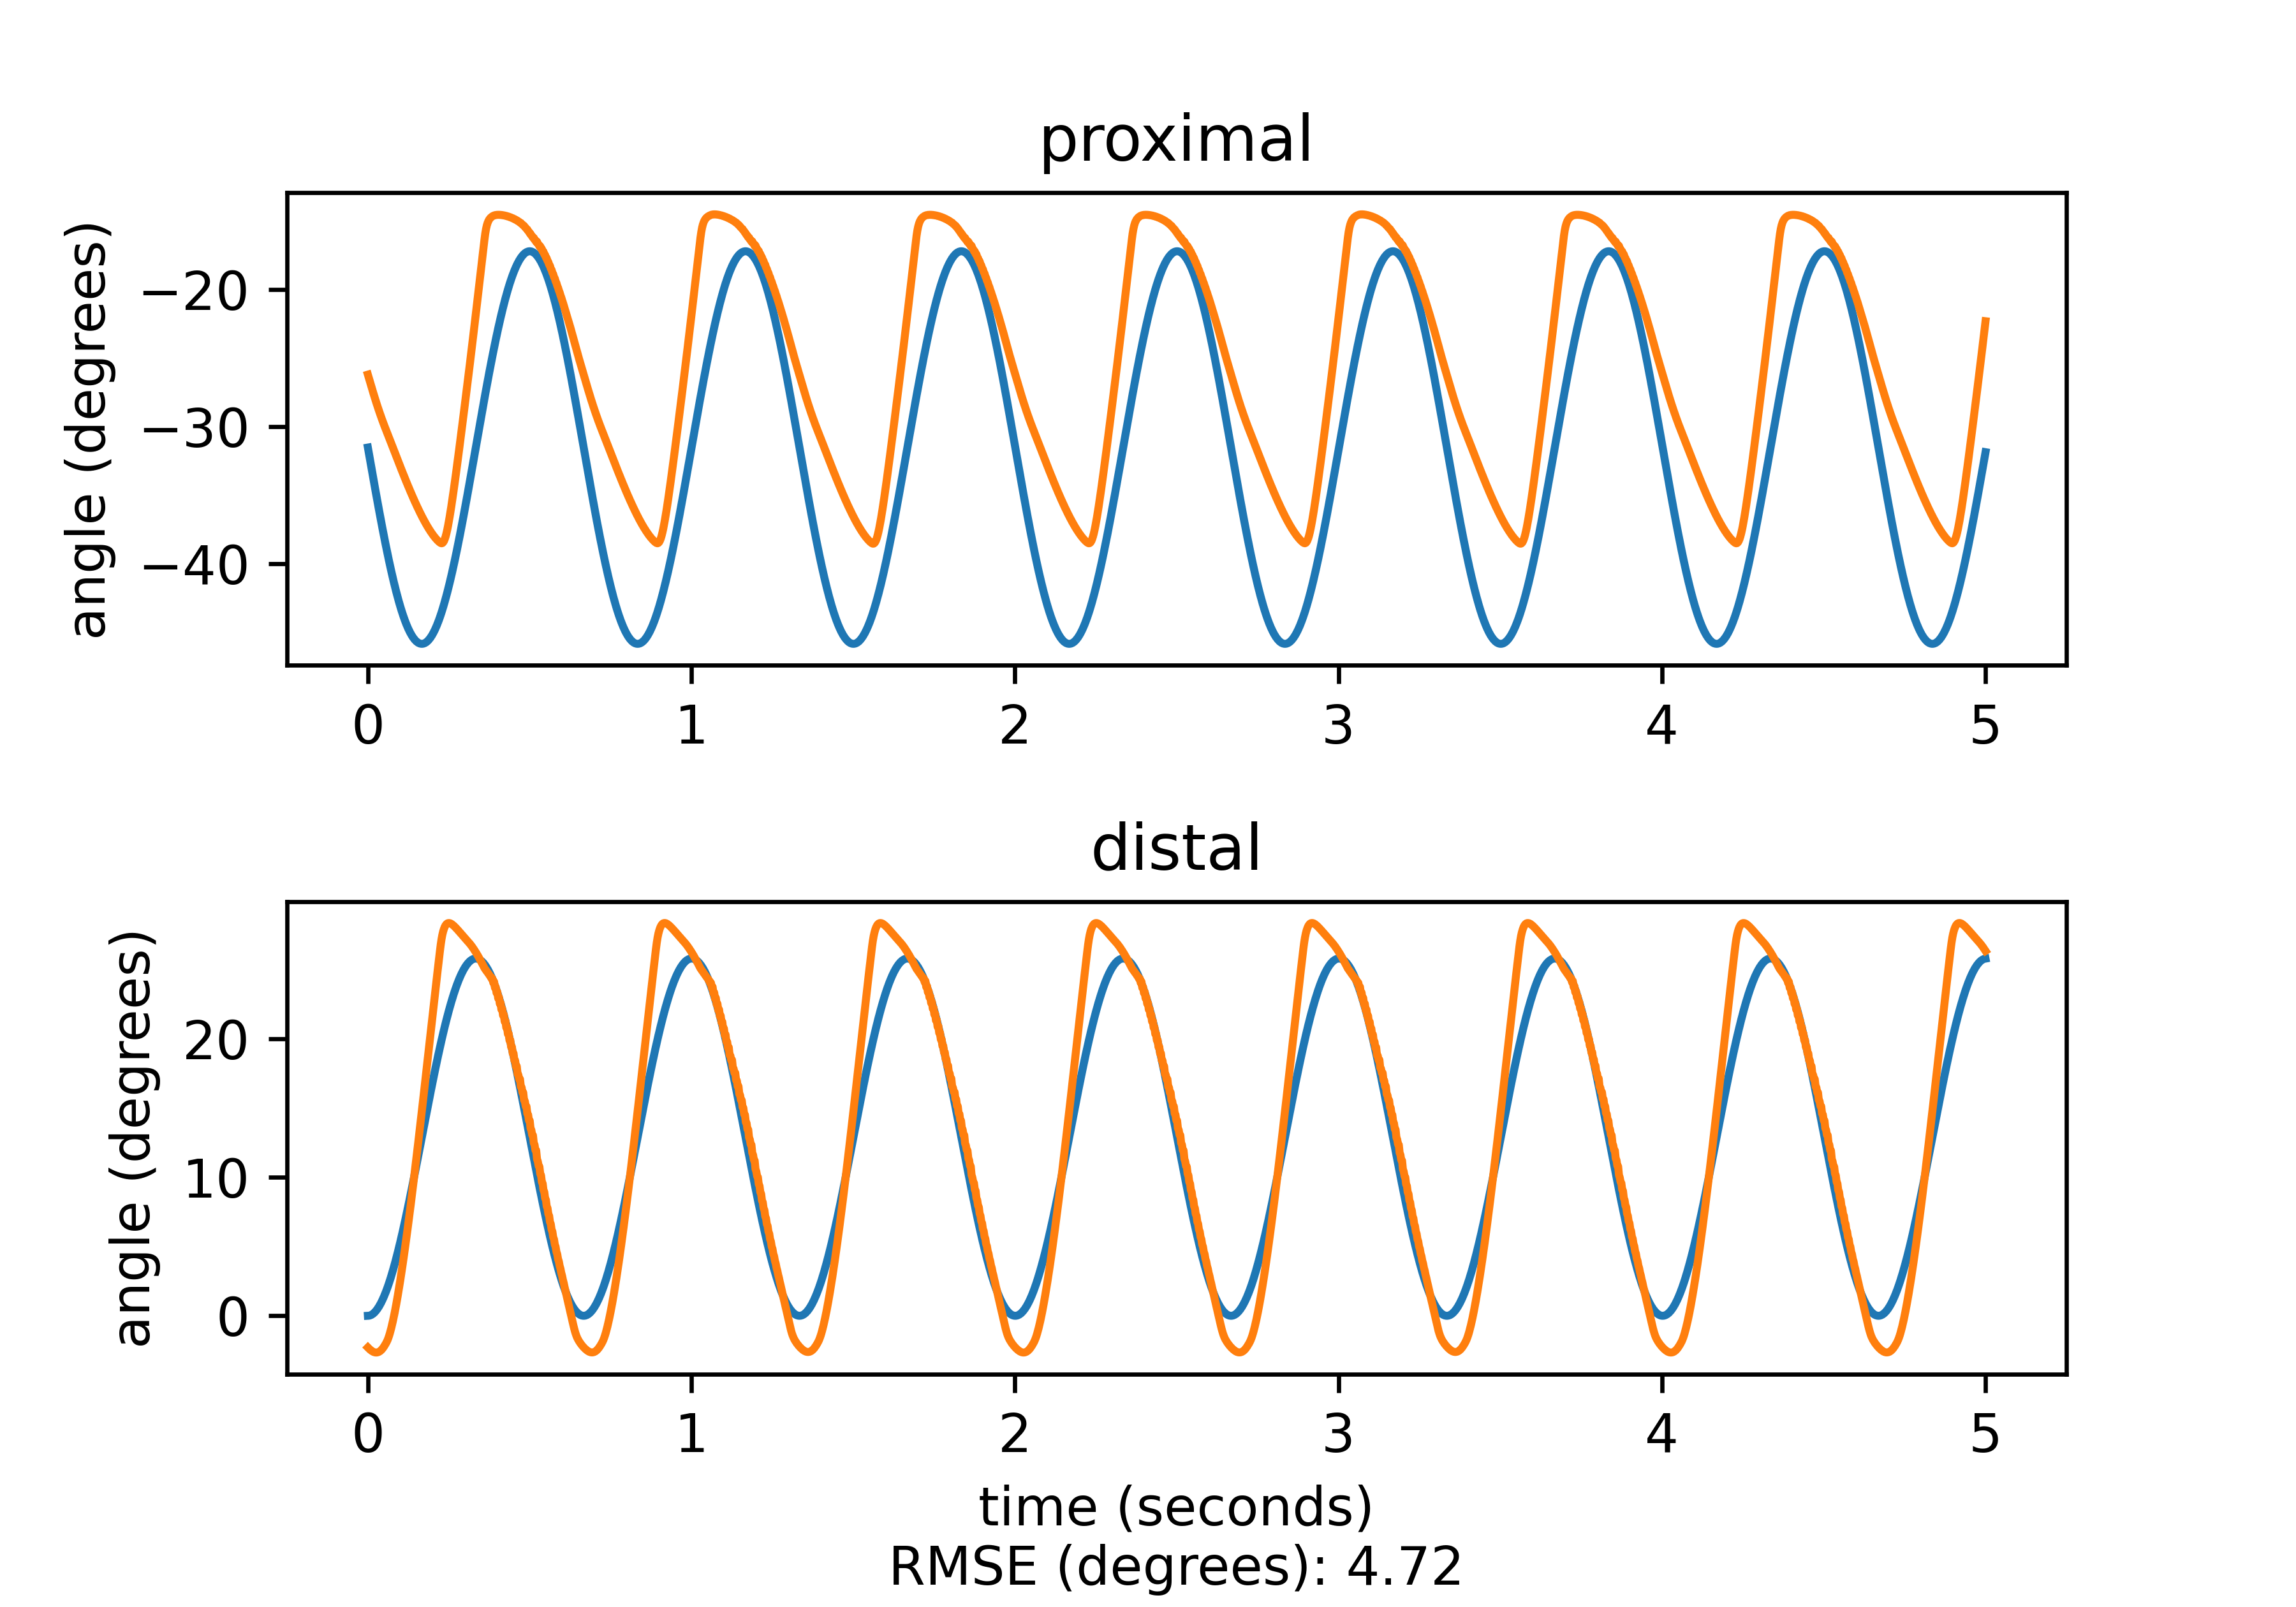 proximal
angle (degrees)
−20
−30
−40
0 1 2 3 4 5
distal
angle (degrees)
20
10
0
0 1 2 3 4 5
time (seconds)
RMSE (degrees): 4.72